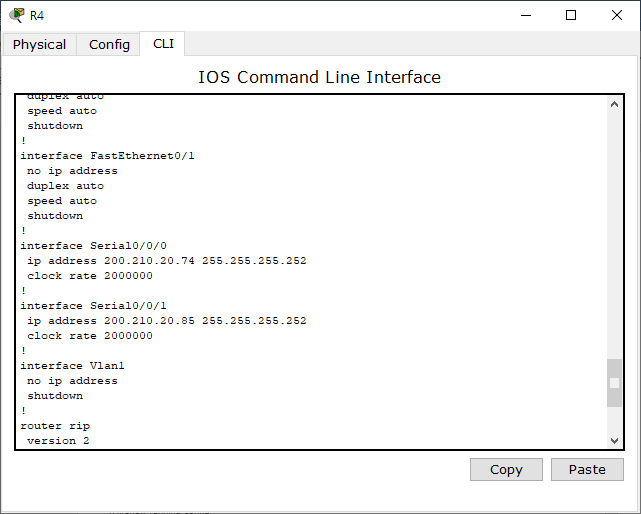 R4
Physical Config CLI
IOS Command Line Interface
duplex auto
speed auto
shutdown
!
interface FastEthernet0/1
no ip address
duplex auto
speed auto
shutdown
!
interface Serial0/0/0
ip address 200.210.20.74 255.255.255.252
clock rate 2000000
!
interface Serial0/0/1
ip address 200.210.20.85 255.255.255.252
clock rate 2000000
!
interface Vlan1
no ip address
shutdown
!
router rip
version 2
Copy Paste